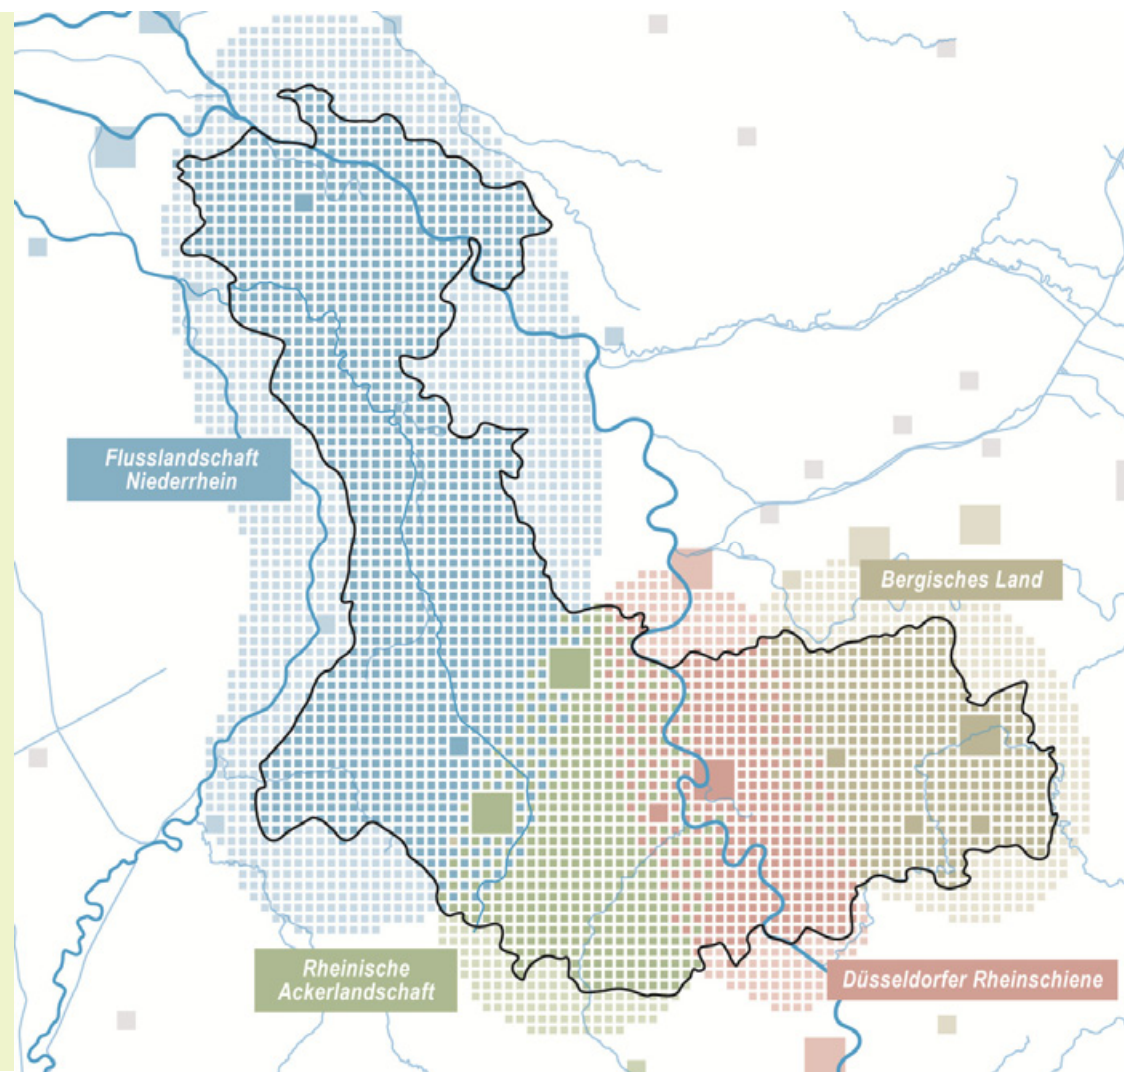 Flusslandschaft
Niederrhein
Bergisches Land
Rheinische
Ackerlandschaft
Düsseldorfer Rheinschiene